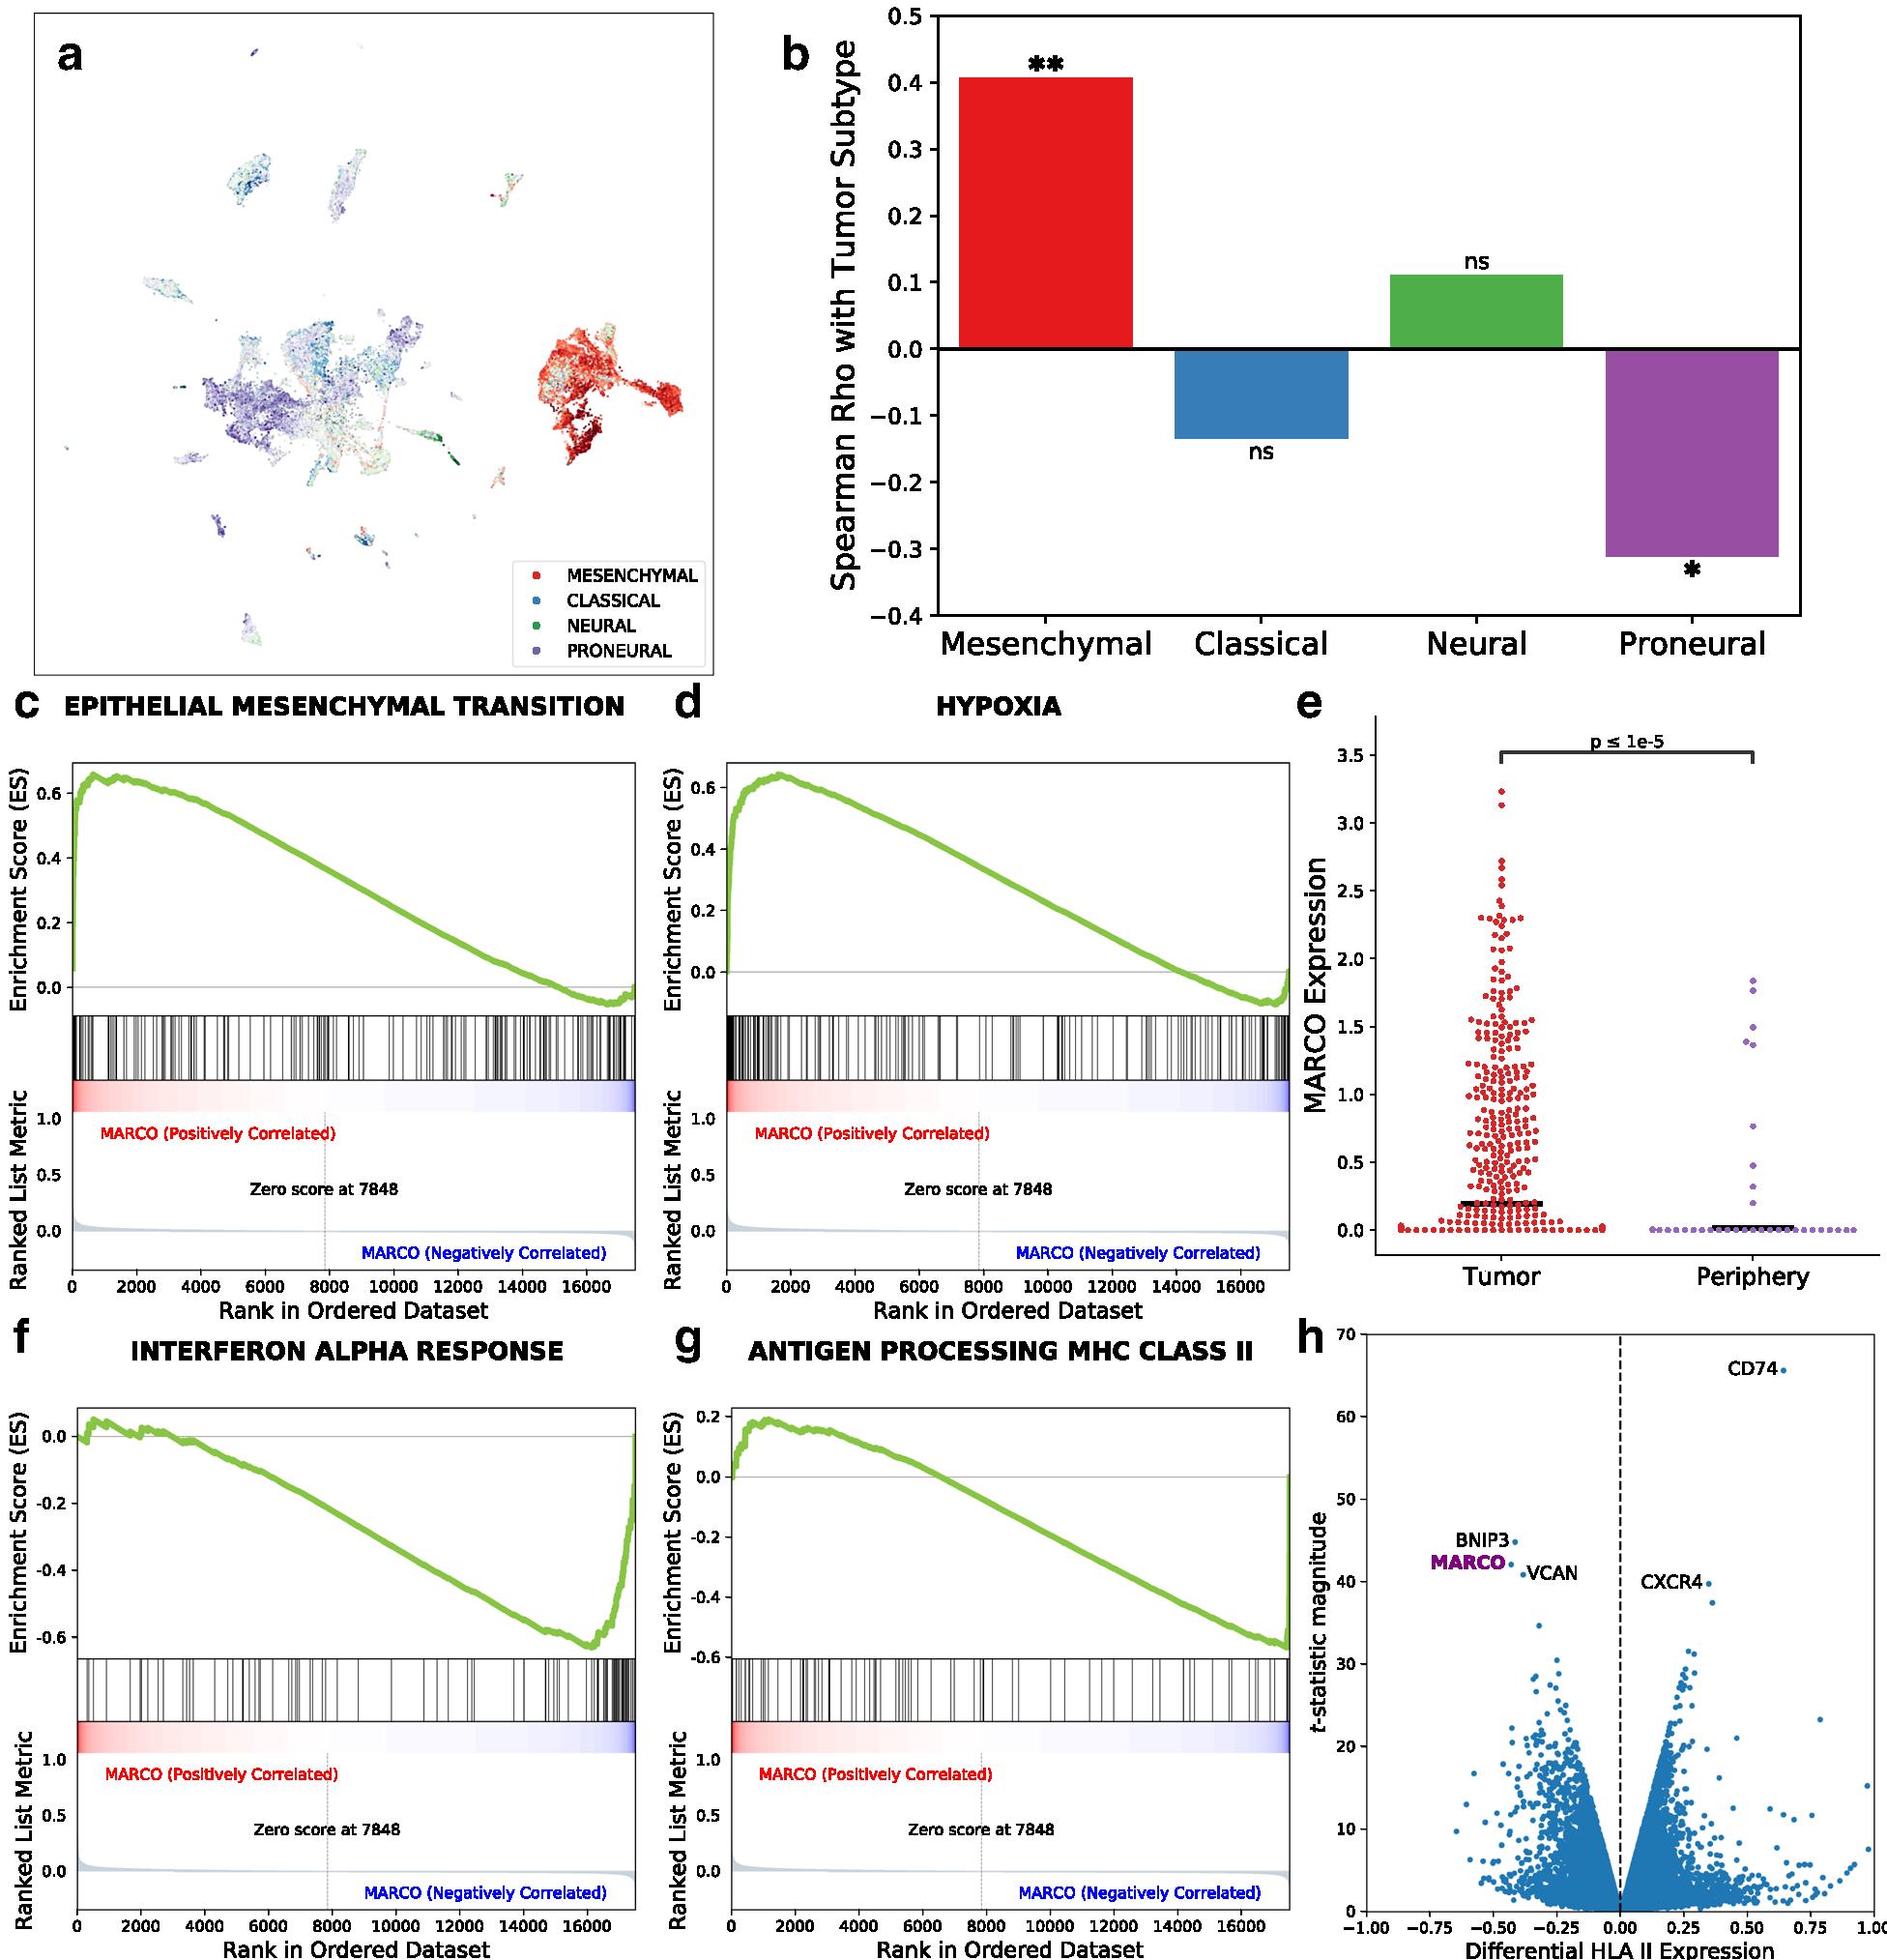 a
MESENCHYMAL
CLASSICAL
NEURAL
PRONEURAL
b
Spearman Rho with Tumor Subtype
0.5
0.4
0.3
0.2
0.1
0.0
−0.1
−0.2
−0.3
−0.4
**
ns
ns
*
Mesenchymal Classical Neural Proneural
c EPITHELIAL MESENCHYMAL TRANSITION
Enrichment Score (ES)
0.6
0.4
0.2
0.0
Ranked List Metric
1.0
0.5
0.0
MARCO (Positively Correlated)
Zero score at 7848
MARCO (Negatively Correlated)
0 2000 4000 6000 8000 10000 12000 14000 16000
Rank in Ordered Dataset
d HYPOXIA
Enrichment Score (ES)
0.6
0.4
0.2
0.0
Ranked List Metric
1.0
0.5
0.0
MARCO (Positively Correlated)
Zero score at 7848
MARCO (Negatively Correlated)
0 2000 4000 6000 8000 10000 12000 14000 16000
Rank in Ordered Dataset
e
MARCO Expression
p ≤ 1e-5
3.5
3.0
2.5
2.0
1.5
1.0
0.5
0.0
Tumor Periphery
f INTERFERON ALPHA RESPONSE
Enrichment Score (ES)
0.0
-0.2
-0.4
-0.6
Ranked List Metric
1.0
0.5
0.0
MARCO (Positively Correlated)
Zero score at 7848
MARCO (Negatively Correlated)
0 2000 4000 6000 8000 10000 12000 14000 16000
Rank in Ordered Dataset
g ANTIGEN PROCESSING MHC CLASS II
Enrichment Score (ES)
0.2
0.0
-0.2
-0.4
-0.6
Ranked List Metric
1.0
0.5
0.0
MARCO (Positively Correlated)
Zero score at 7848
MARCO (Negatively Correlated)
0 2000 4000 6000 8000 10000 12000 14000 16000
Rank in Ordered Dataset
h
t-statistic magnitude
70
60
50
40
30
20
10
0
CD74
BNIP3
MARCO
VCAN
CXCR4
−1.00 −0.75 −0.50 −0.25 0.00 0.25 0.50 0.75 1.00
Differential HLA II Expression